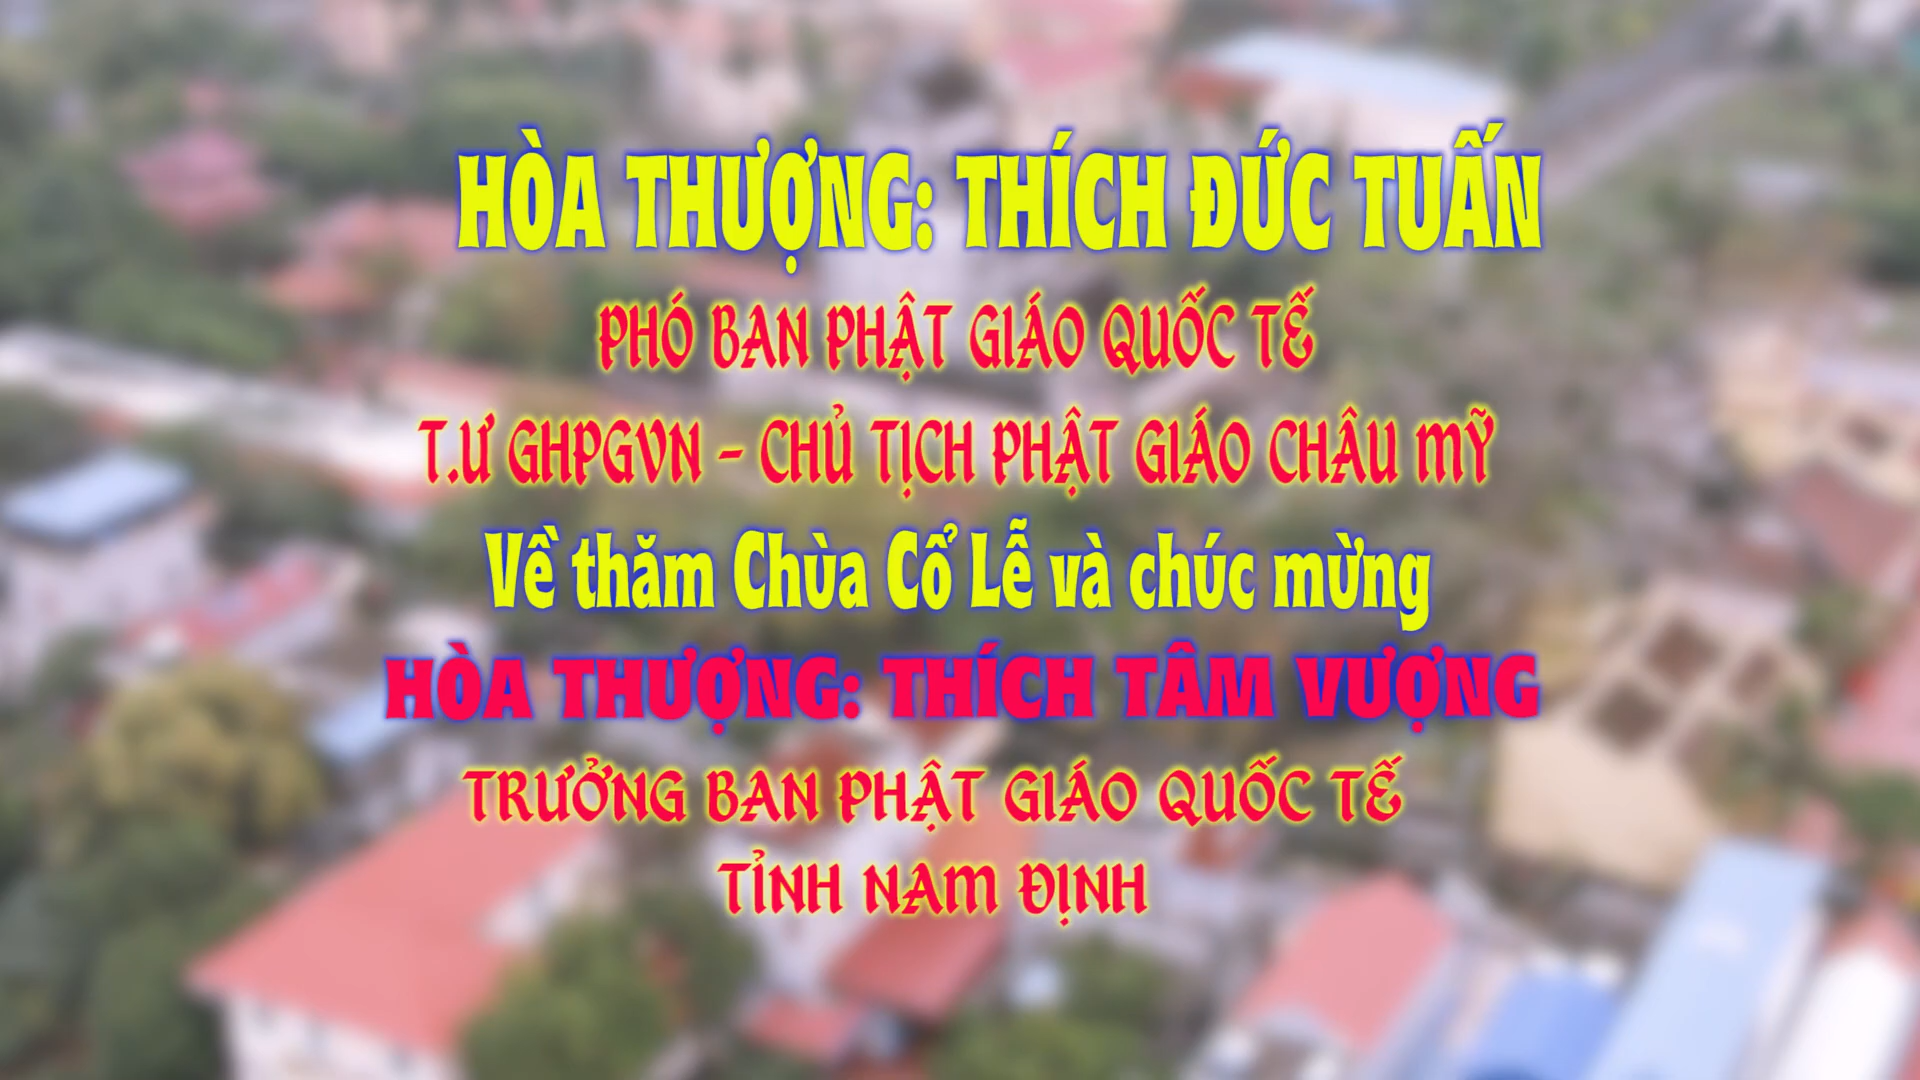 HÒA THƯỢNG: THÍCH ĐỨC TUẤN
PHÓ BAN PHẬT GIÁO QUỐC TẾ
T.Ư GHPGVN - CHỦ TỊCH PHẬT GIÁO CHÂU MỸ
Về thăm Chùa Cổ Lễ và chúc mừng
HÒA THƯỢNG: THÍCH TÂM VƯỢNG
TRƯỞNG BAN PHẬT GIÁO QUỐC TẾ
TỈNH NAM ĐỊNH